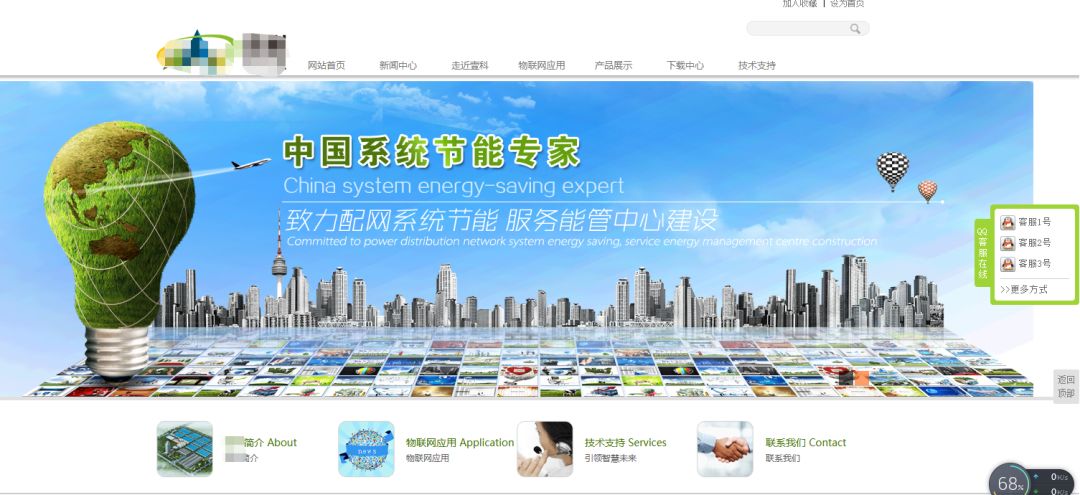 加入收藏 | 设为首页
网站首页 新闻中心 走近壹科 物联网应用 产品展示 下载中心 技术支持
中国系统节能专家
China system energy-saving expert
致力配网系统节能 服务能管中心建设
Committed to power distribution network system energy saving, service energy management centre construction
QQ客服在线
客服1号
客服2号
客服3号
>>更多方式
返回
顶部
简介 About
简介
news
物联网应用 Application
物联网应用
技术支持 Services
引领智慧未来
联系我们 Contact
联系我们
68%
0K/s
0K/s